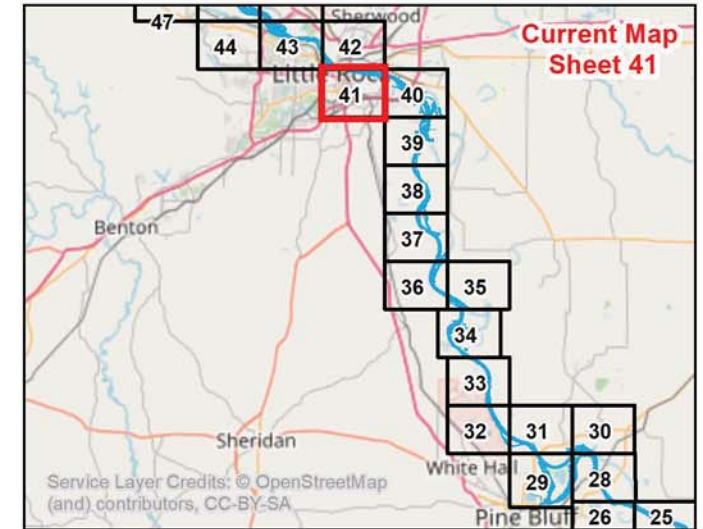 Sherwood
Current Map
Sheet 41
47
44
43
42
Little Rock
41
40
39
38
Benton
37
36
35
34
33
Sheridan
32
31
30
White Hall
29
28
Service Layer Credits: © OpenStreetMap
(and) contributors, CC-BY-SA
Pine Bluff
26
25